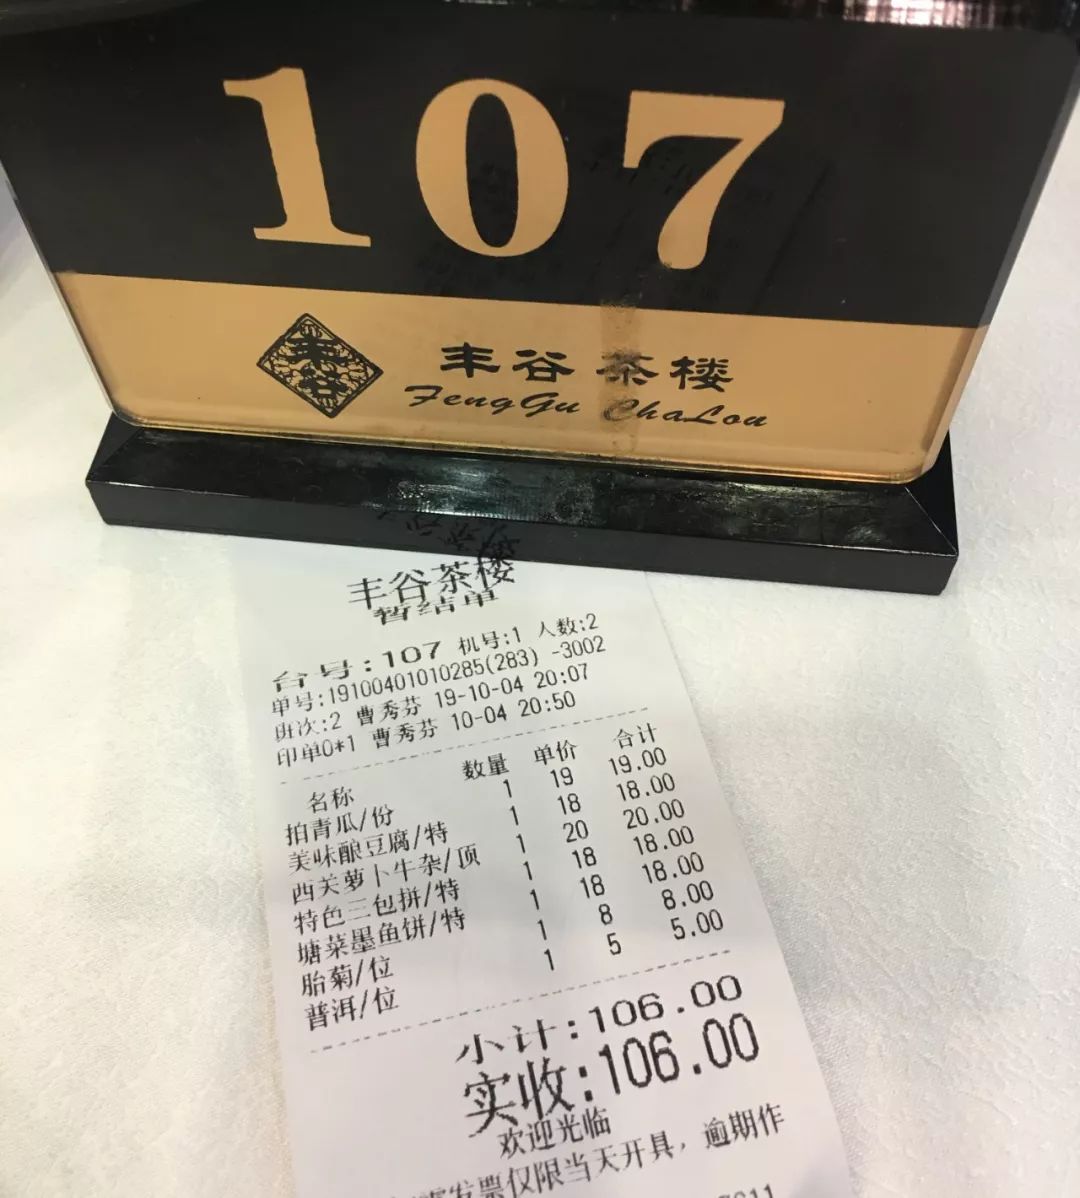 107
丰谷
丰谷茶楼
FengGu ChaLou
丰谷茶楼
暂结单
台号:107 机号:1 人数:2
单号:19100401010285(283) -3002
班次:2 曹秀芬 19-10-04 20:07
印单0*1 曹秀芬 10-04 20:50
名称 数量 单价 合计
拍青瓜/份 1 19 19.00
美味酿豆腐/特 1 18 18.00
西关萝卜牛杂/顶 1 20 20.00
特色三包拼/特 1 18 18.00
塘菜墨鱼饼/特 1 18 18.00
胎菊/位 1 8 8.00
普洱/位 1 5 5.00
小计:106.00
实收:106.00
欢迎光临
发票仅限当天开具，逾期作